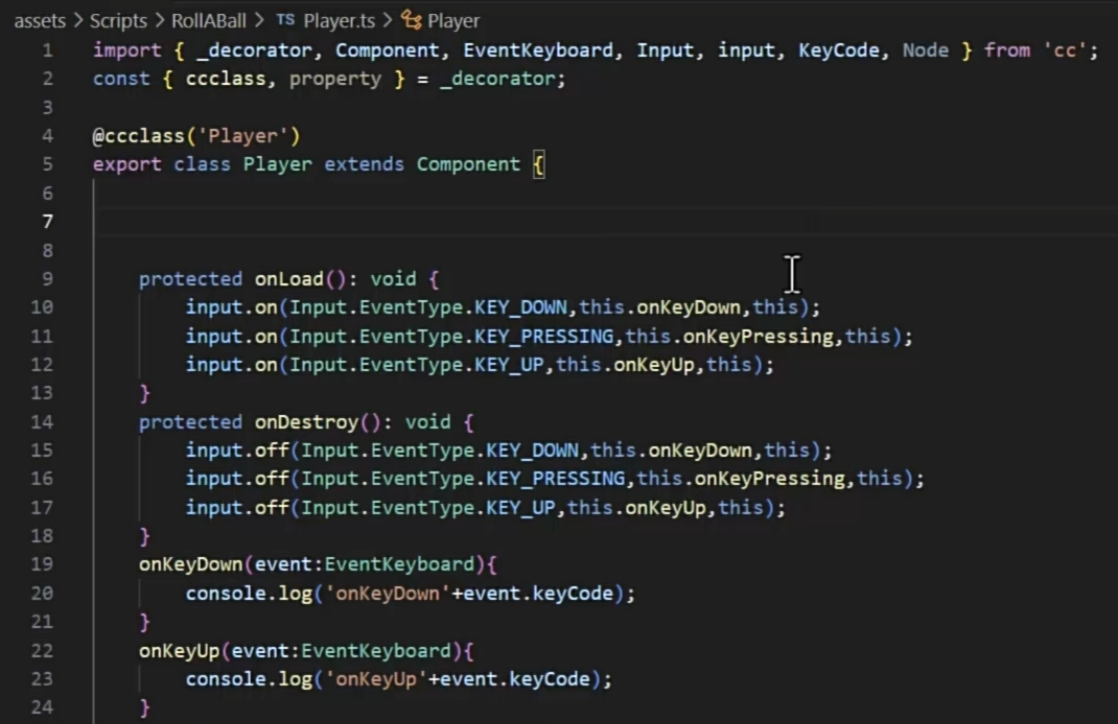 assets > Scripts > RollABall > TS Player.ts > Player
1 import { _decorator, Component, EventKeyboard, Input, input, KeyCode, Node } from 'cc';
2 const { ccclass, property } = _decorator;
3
4 @ccclass('Player')
5 export class Player extends Component {
6
7
8
9 protected onLoad(): void {
10 input.on(Input.EventType.KEY_DOWN,this.onKeyDown,this);
11 input.on(Input.EventType.KEY_PRESSING,this.onKeyPressing,this);
12 input.on(Input.EventType.KEY_UP,this.onKeyUp,this);
13 }
14 protected onDestroy(): void {
15 input.off(Input.EventType.KEY_DOWN,this.onKeyDown,this);
16 input.off(Input.EventType.KEY_PRESSING,this.onKeyPressing,this);
17 input.off(Input.EventType.KEY_UP,this.onKeyUp,this);
18 }
19 onKeyDown(event:EventKeyboard){
20 console.log('onKeyDown'+event.keyCode);
21 }
22 onKeyUp(event:EventKeyboard){
23 console.log('onKeyUp'+event.keyCode);
24 }